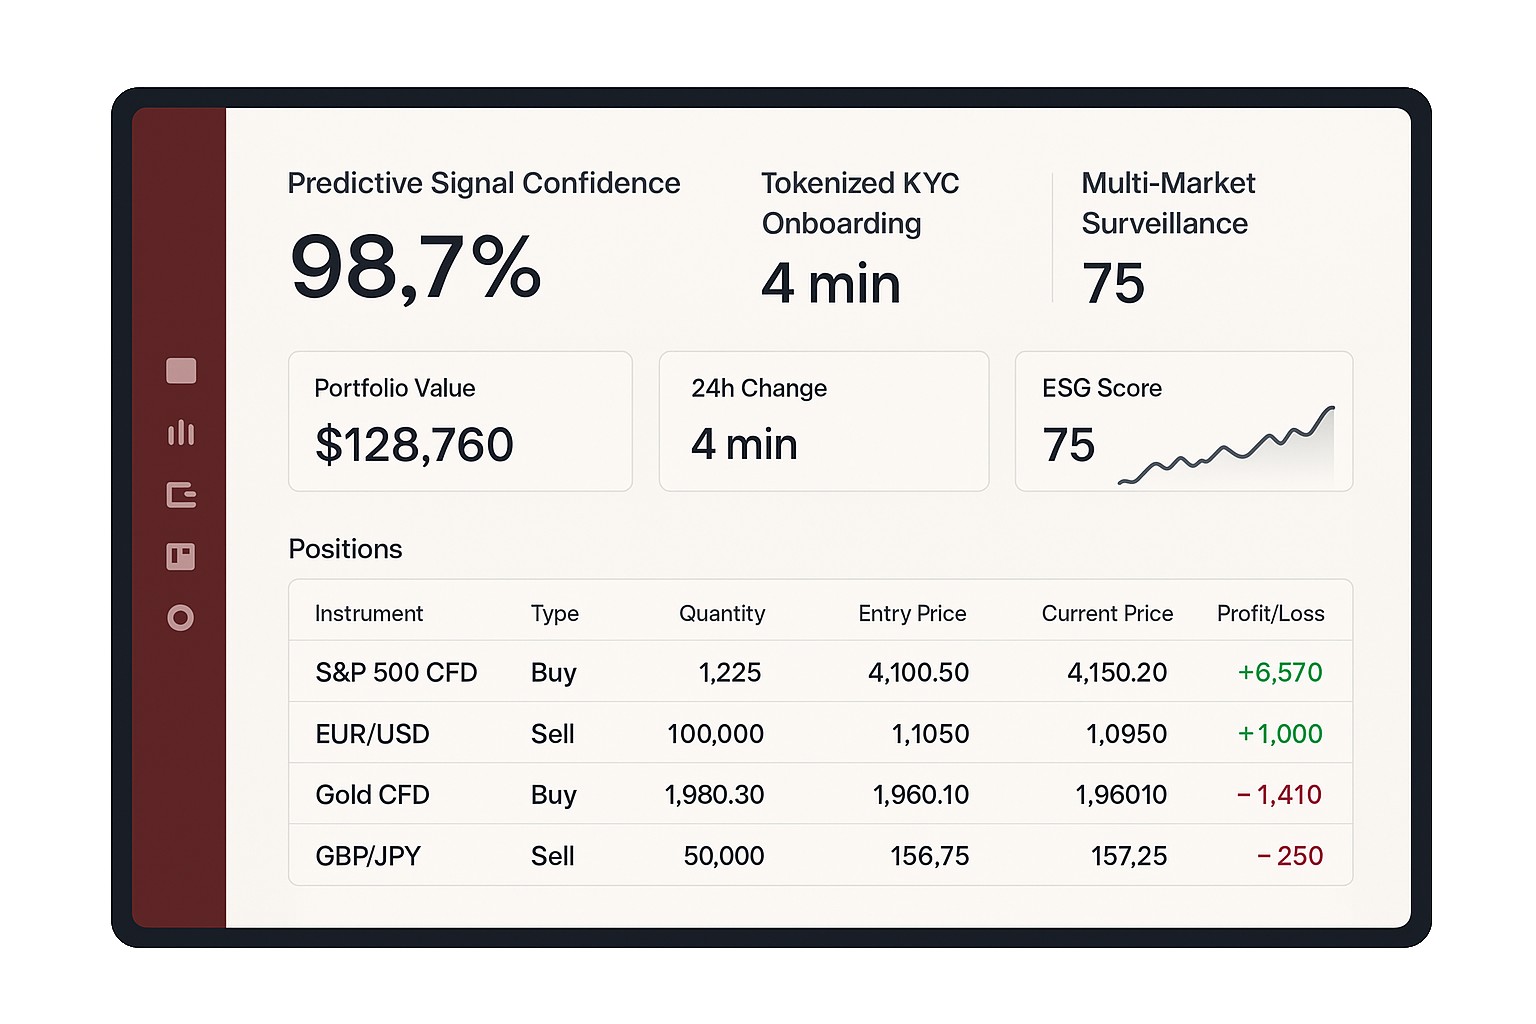 Predictive Signal Confidence
98,7%
Tokenized KYC
Onboarding
4 min
Multi-Market
Surveillance
75
Portfolio Value
$128,760
24h Change
4 min
ESG Score
75
Positions
Instrument Type Quantity Entry Price Current Price Profit/Loss
S&P 500 CFD Buy 1,225 4,100.50 4,150.20 +6,570
EUR/USD Sell 100,000 1,1050 1,0950 +1,000
Gold CFD Buy 1,980.30 1,960.10 1,96010 −1,410
GBP/JPY Sell 50,000 156,75 157,25 −250